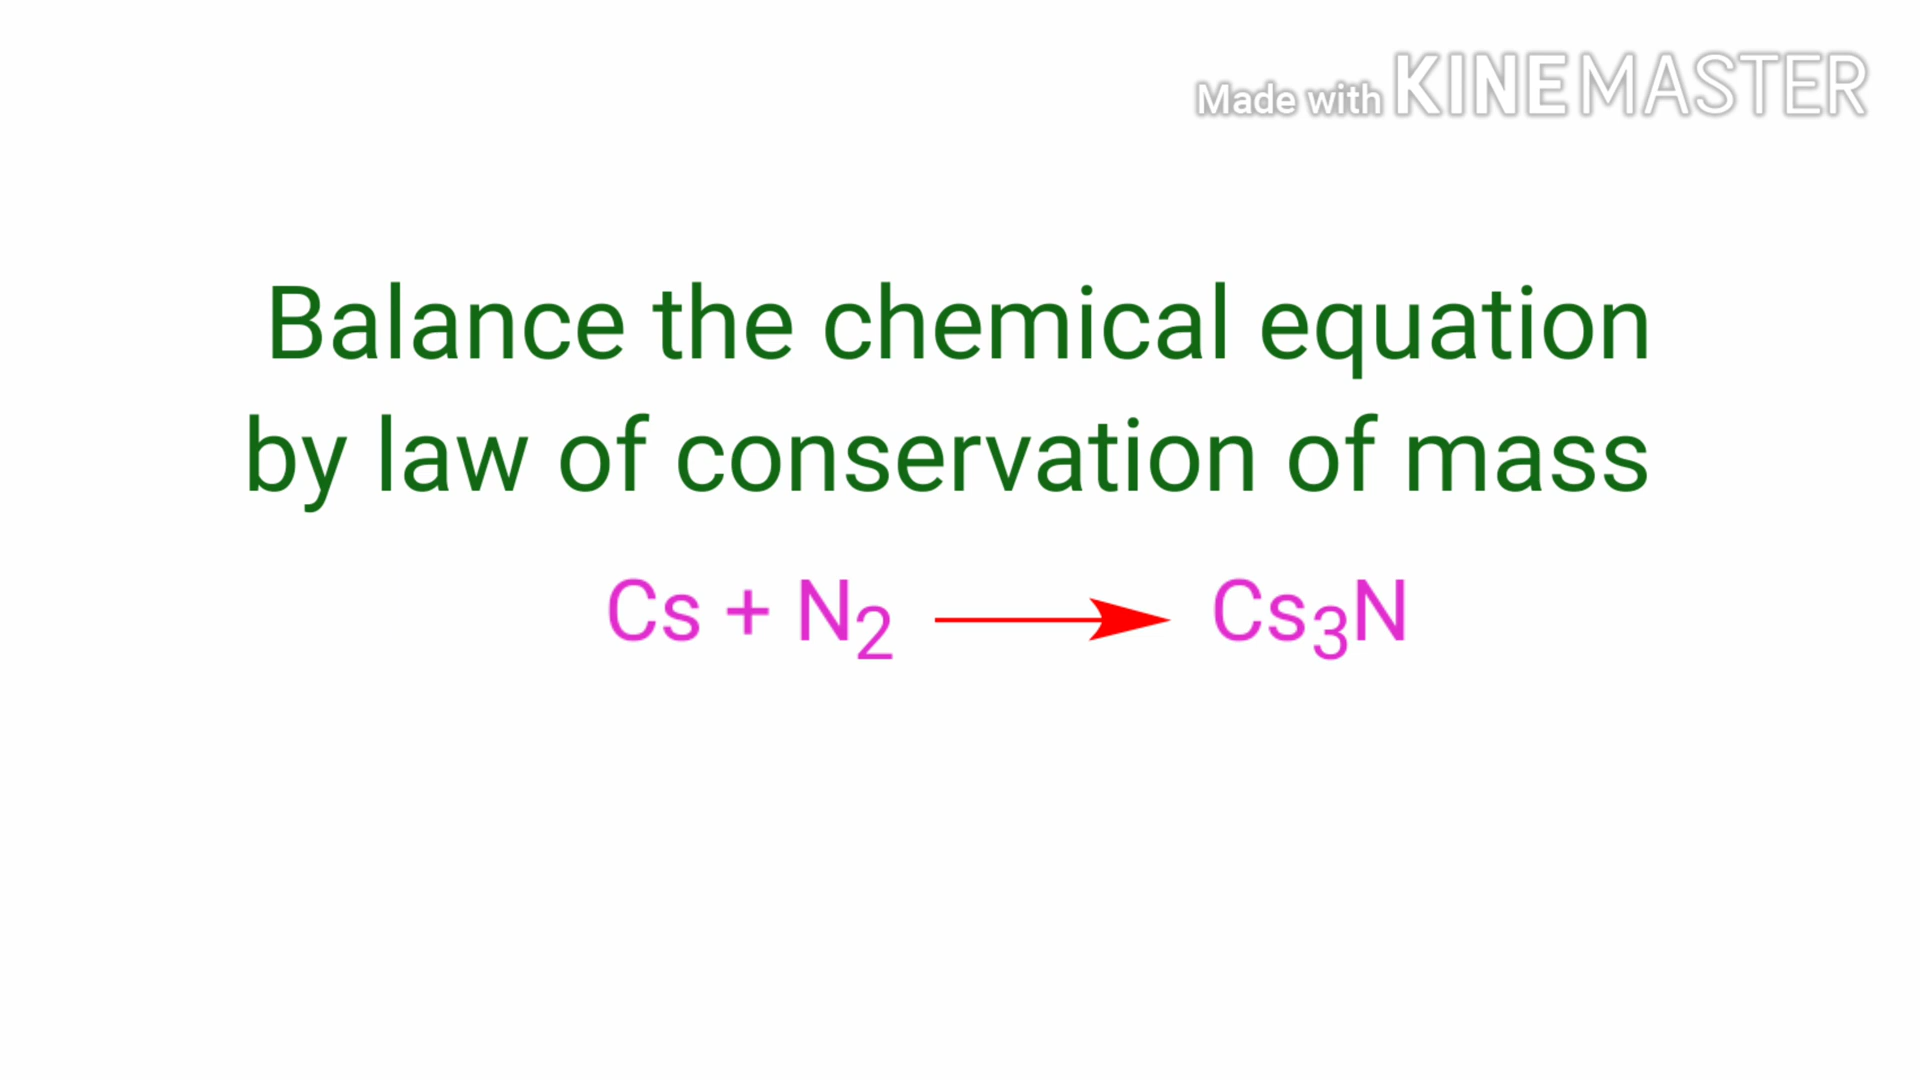 Made with KINEMASTER
Balance the chemical equation
by law of conservation of mass
Cs + N₂ ⟶ Cs₃N